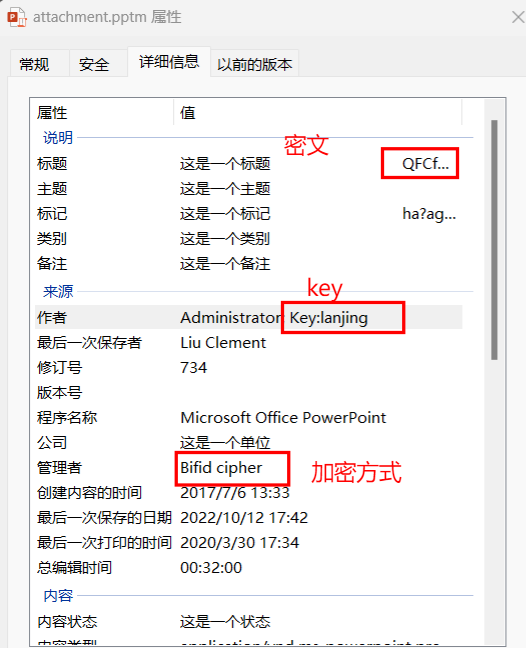 attachment.pptm 属性
常规 安全 详细信息 以前的版本
属性 值
说明
密文
标题 这是一个标题 QFCf...
主题 这是一个主题
标记 这是一个标记 ha?ag...
类别 这是一个类别
备注 这是一个备注
来源
key
作者 Administrator Key:lanjing
最后一次保存者 Liu Clement
修订号 734
版本号
程序名称 Microsoft Office PowerPoint
公司 这是一个单位
管理者 Bifid cipher 加密方式
创建内容的时间 2017/7/6 13:33
最后一次保存的日期 2022/10/12 17:42
最后一次打印的时间 2020/3/30 17:34
总编辑时间 00:32:00
内容
内容状态 这是一个状态
内容类型 application/vnd.ms-powerpoint.pre